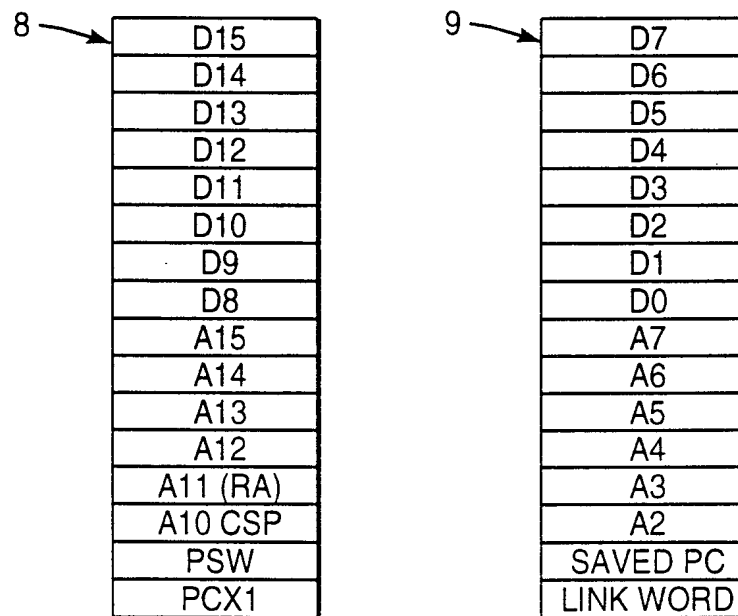 8
D15
D14
D13
D12
D11
D10
D9
D8
A15
A14
A13
A12
A11 (RA)
A10 CSP
PSW
PCX1
9
D7
D6
D5
D4
D3
D2
D1
D0
A7
A6
A5
A4
A3
A2
SAVED PC
LINK WORD